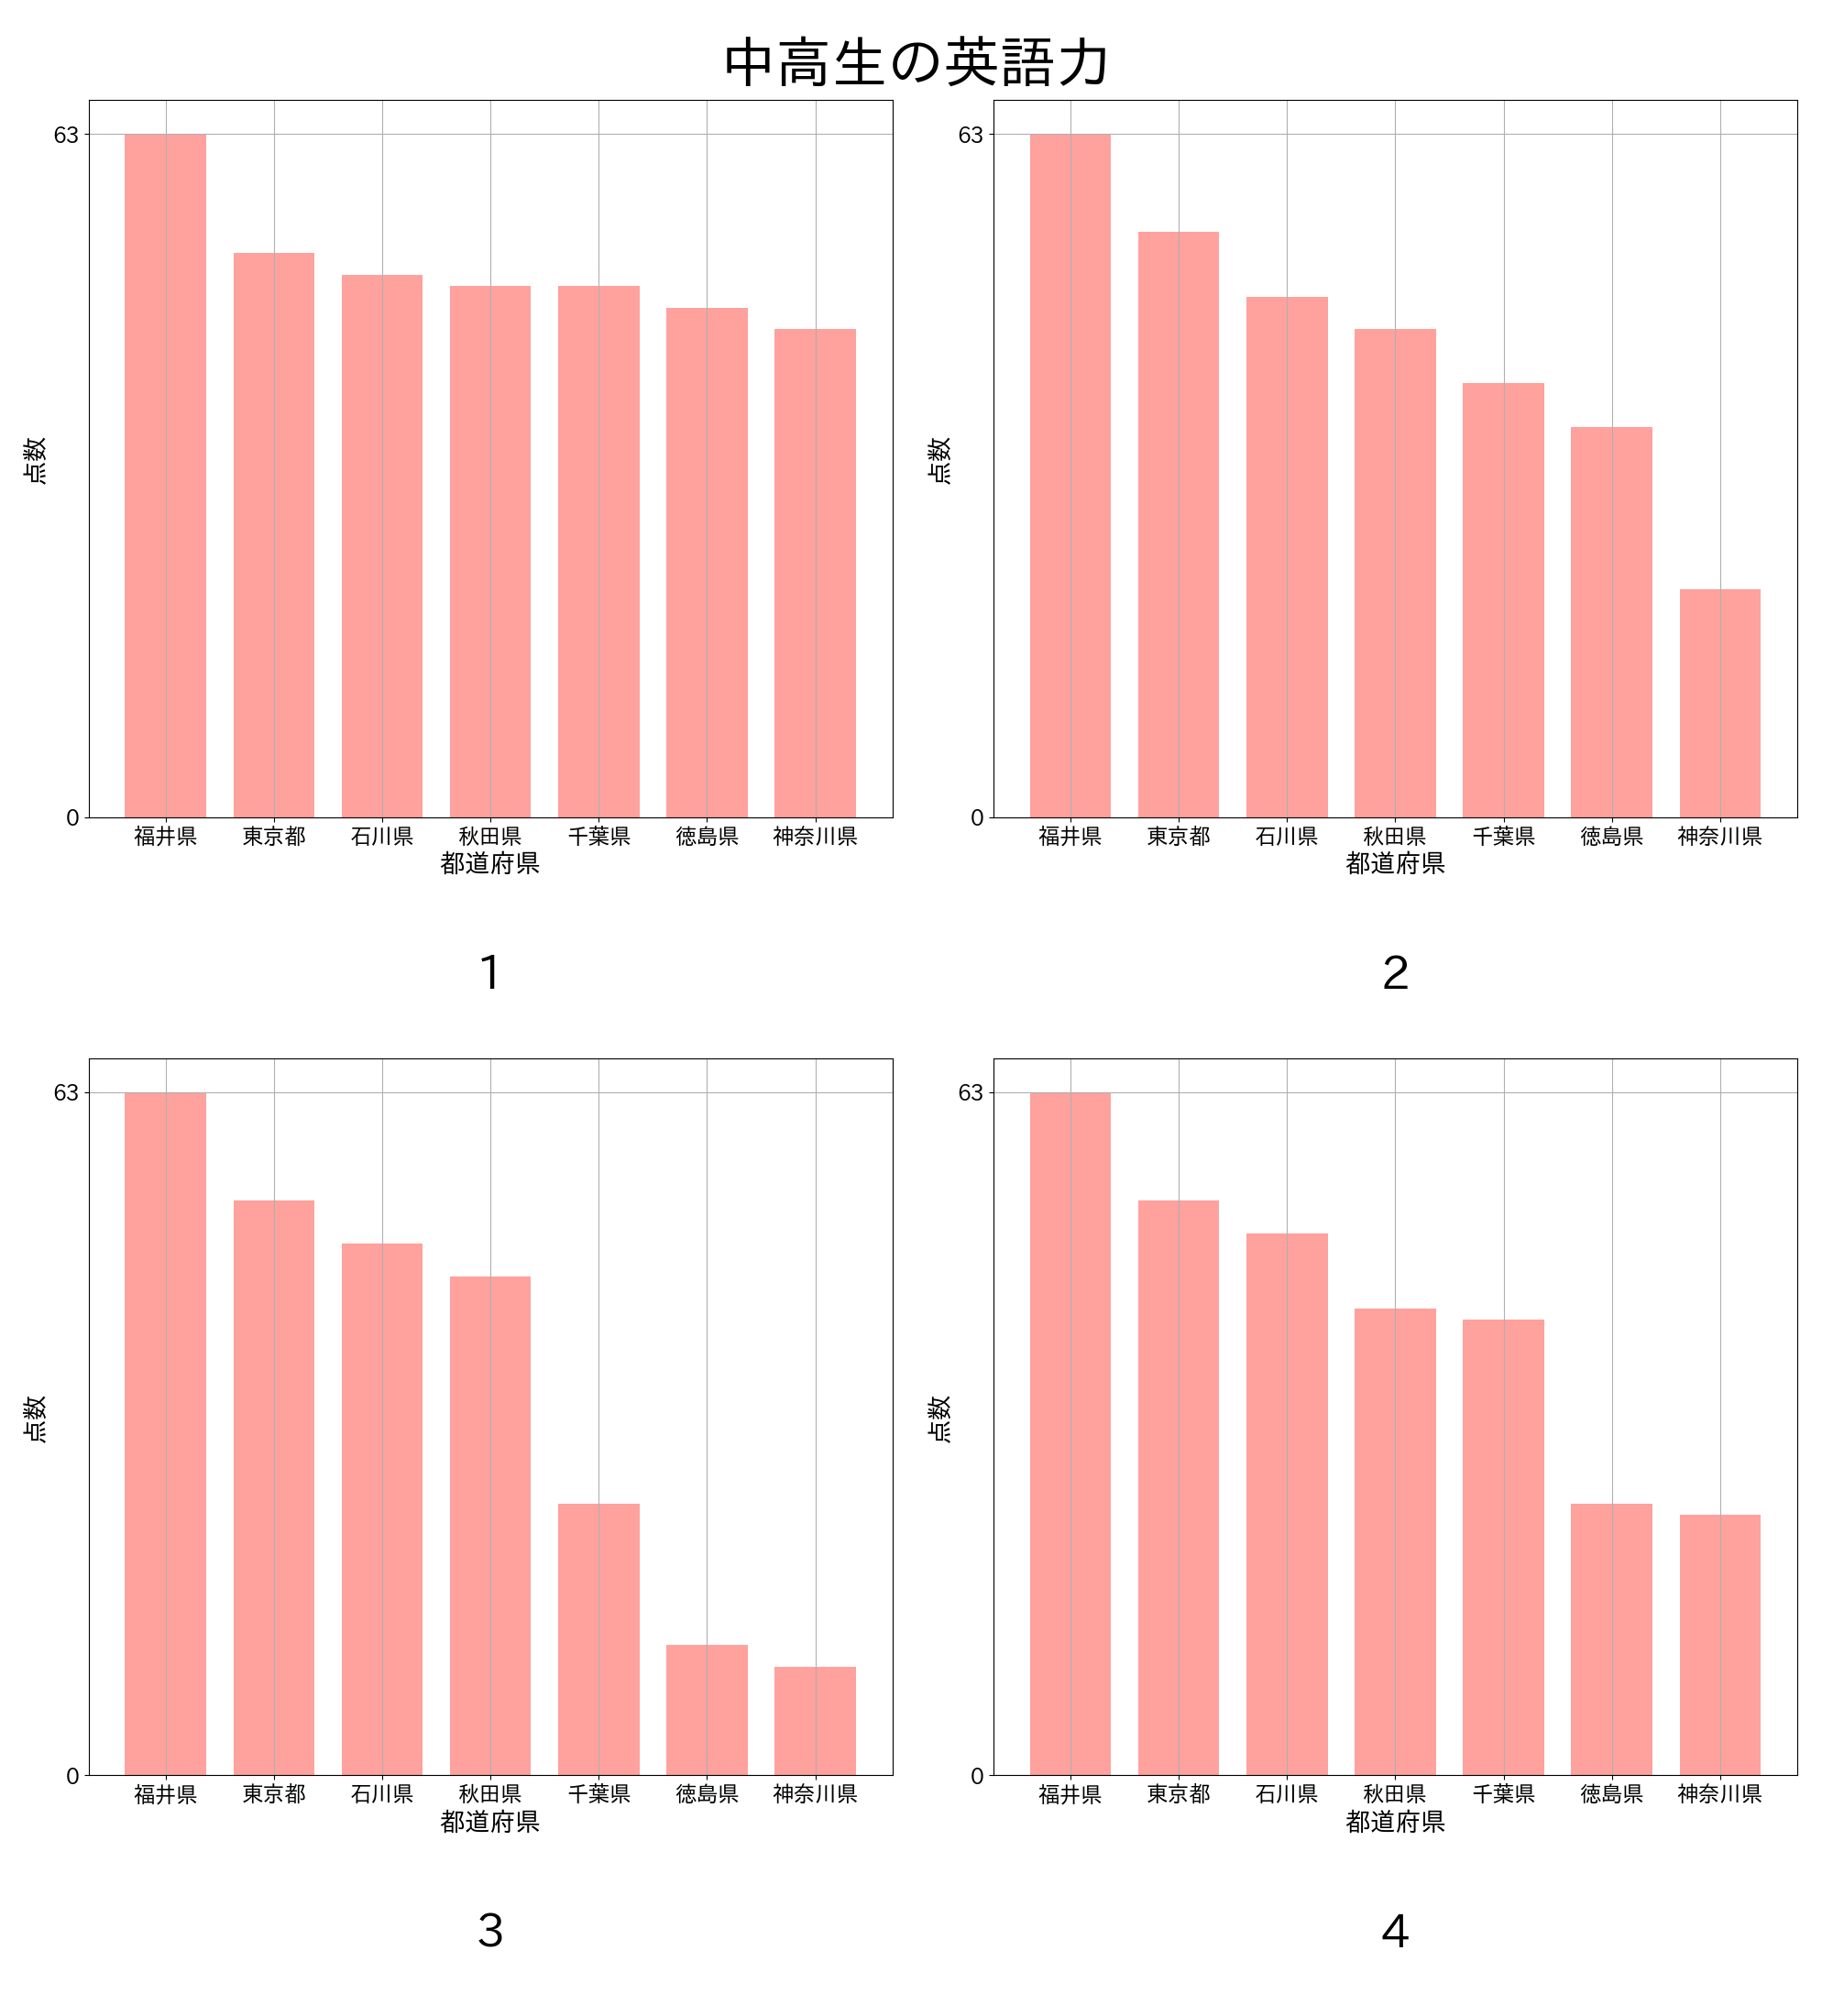 中高生の英語力
63
0
点数
福井県 東京都 石川県 秋田県 千葉県 徳島県 神奈川県
都道府県
1
63
0
点数
福井県 東京都 石川県 秋田県 千葉県 徳島県 神奈川県
都道府県
2
63
0
点数
福井県 東京都 石川県 秋田県 千葉県 徳島県 神奈川県
都道府県
3
63
0
点数
福井県 東京都 石川県 秋田県 千葉県 徳島県 神奈川県
都道府県
4